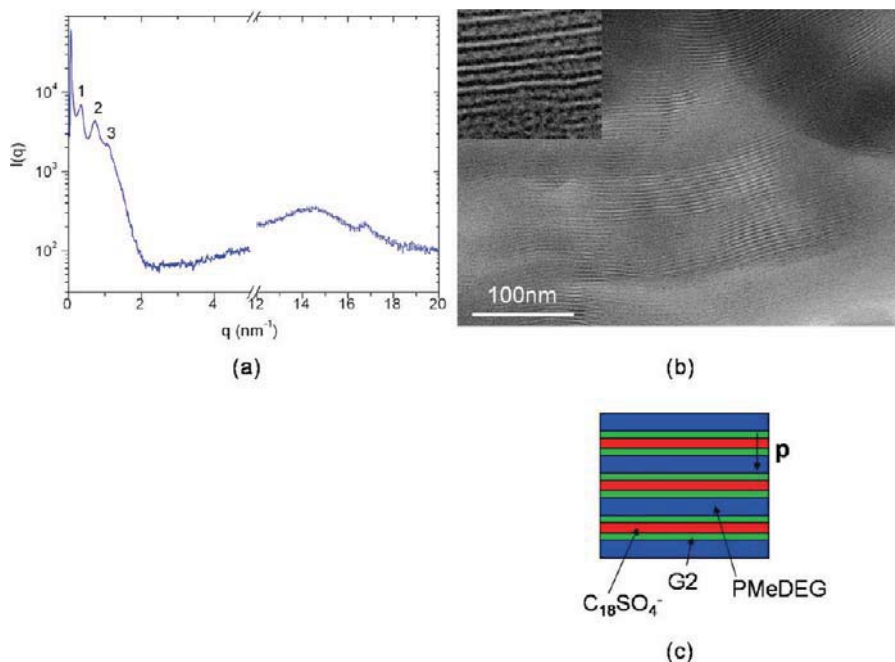 1
2
3
10⁴
10³
10²
I(q)
0 2 4 12 14 16 18 20
q (nm⁻¹)
(a)
100nm
(b)
p
G2
PMeDEG
C₁₈SO₄⁻
(c)